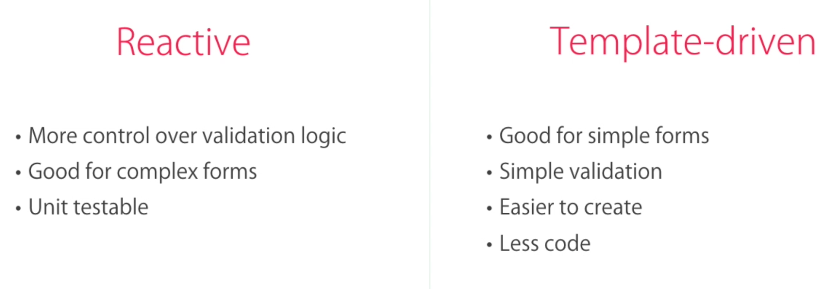 Reactive
• More control over validation logic
• Good for complex forms
• Unit testable
Template-driven
• Good for simple forms
• Simple validation
• Easier to create
• Less code